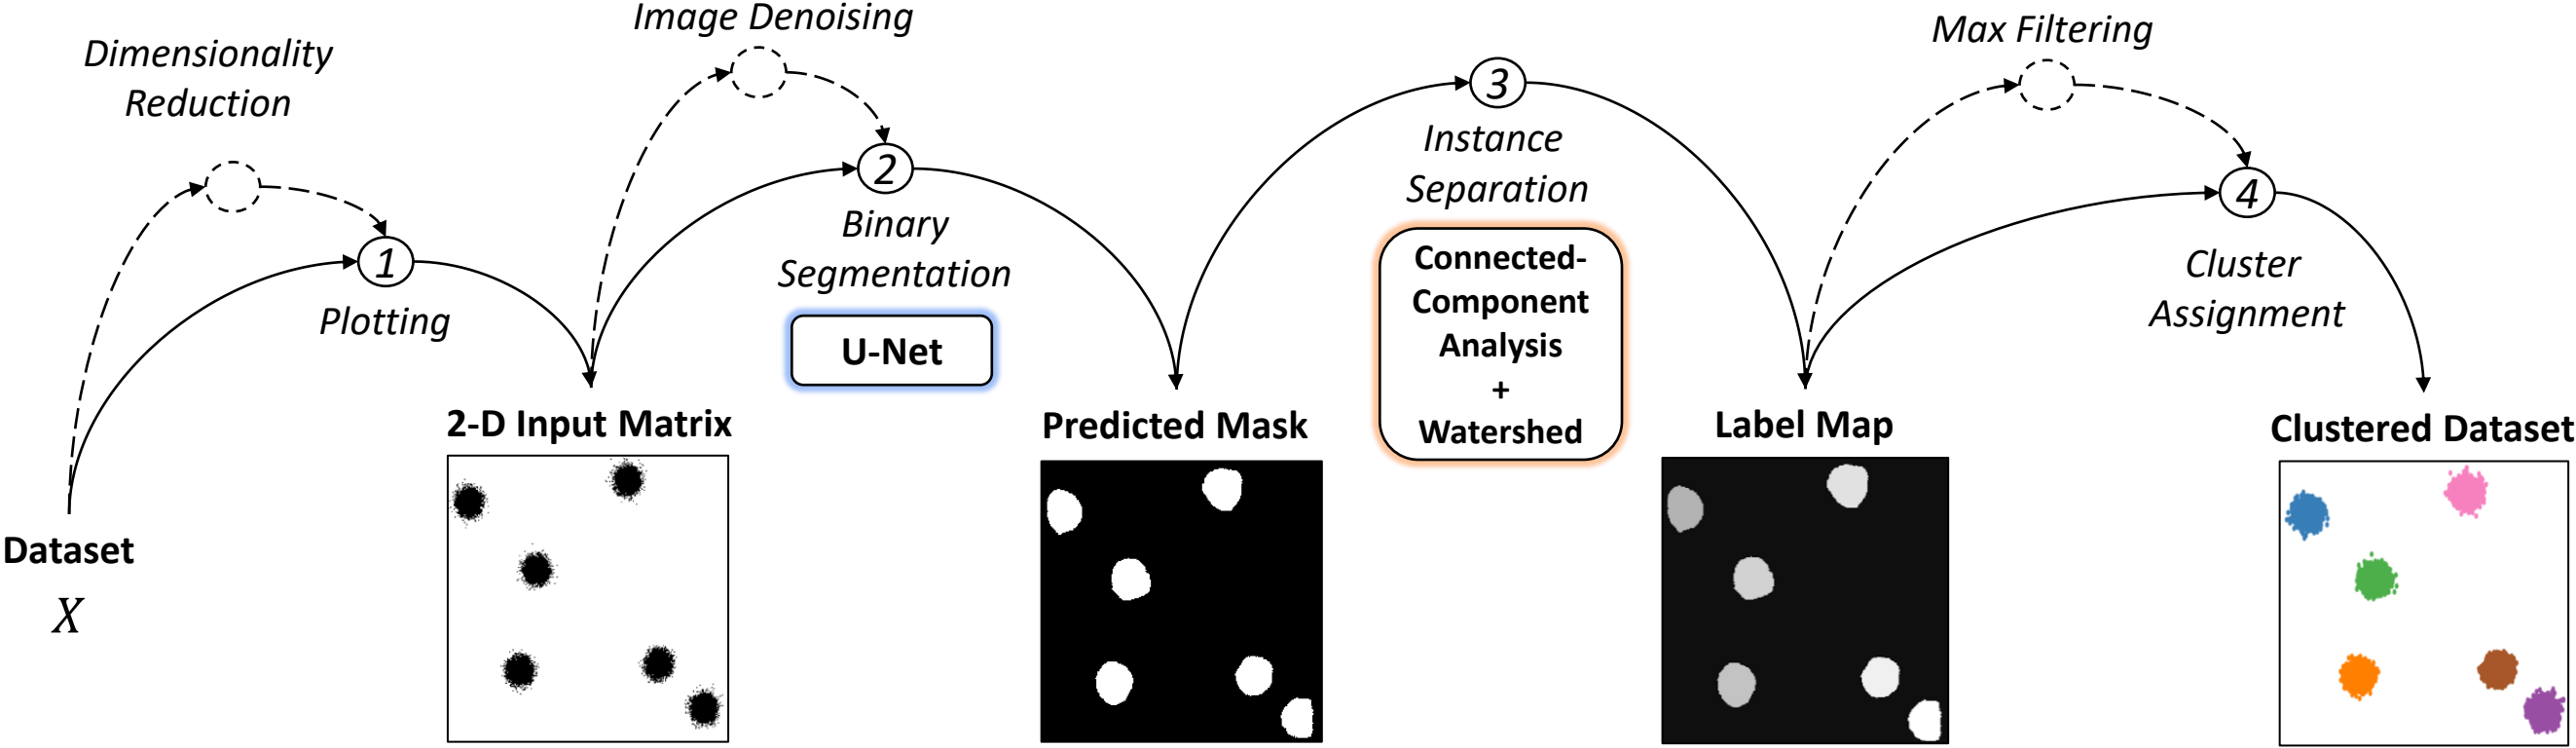 Dimensionality
Reduction
1
Plotting
Image Denoising
2
Binary
Segmentation
U-Net
3
Instance
Separation
Connected-
Component
Analysis
+
Watershed
Max Filtering
4
Cluster
Assignment
Dataset
X
2-D Input Matrix
Predicted Mask
Label Map
Clustered Dataset